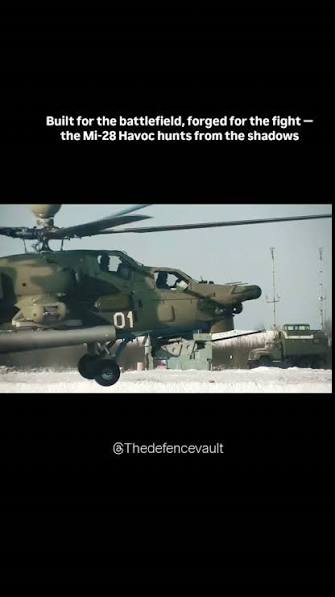 Built for the battlefield, forged for the fight —
the Mi-28 Havoc hunts from the shadows
01
@Thedefencevault